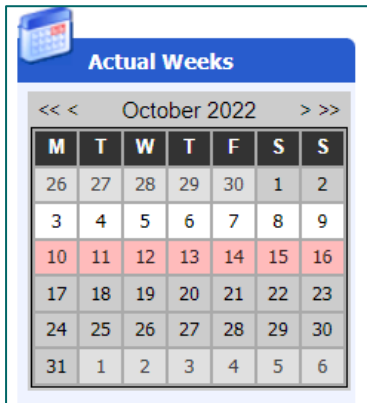 Actual Weeks
<< < October 2022 > >>
M T W T F S S
26 27 28 29 30 1 2
3 4 5 6 7 8 9
10 11 12 13 14 15 16
17 18 19 20 21 22 23
24 25 26 27 28 29 30
31 1 2 3 4 5 6